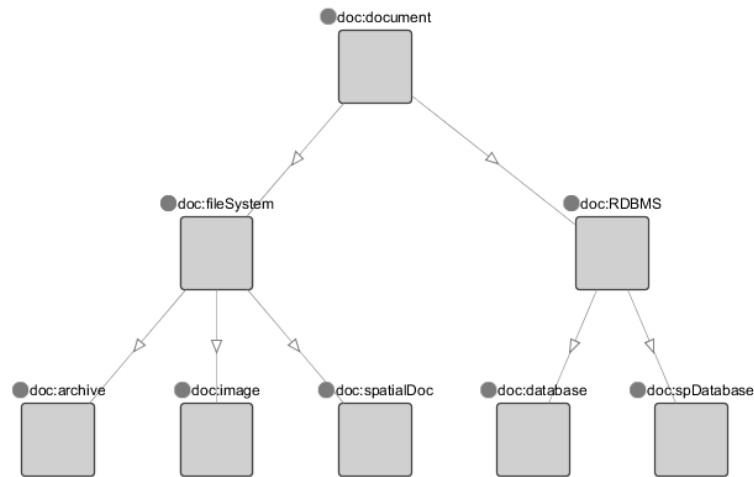 doc:document
doc:fileSystem
doc:RDBMS
doc:archive
doc:image
doc:spatialDoc
doc:database
doc:spDatabase